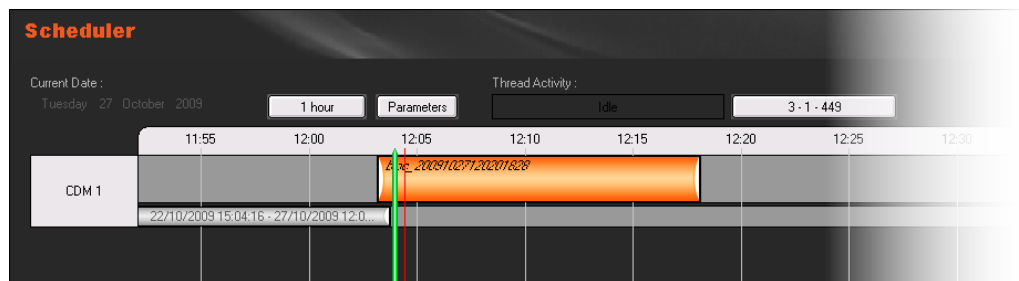 Scheduler
Current Date :
Thread Activity :
Tuesday 27 October 2009
1 hour
Parameters
Idle
3 - 1 - 449
11:55 12:00 12:05 12:10 12:15 12:20 12:25 12:30
20091027120201828
CDM 1
22/10/2009 15:04:16 - 27/10/2009 12:0...